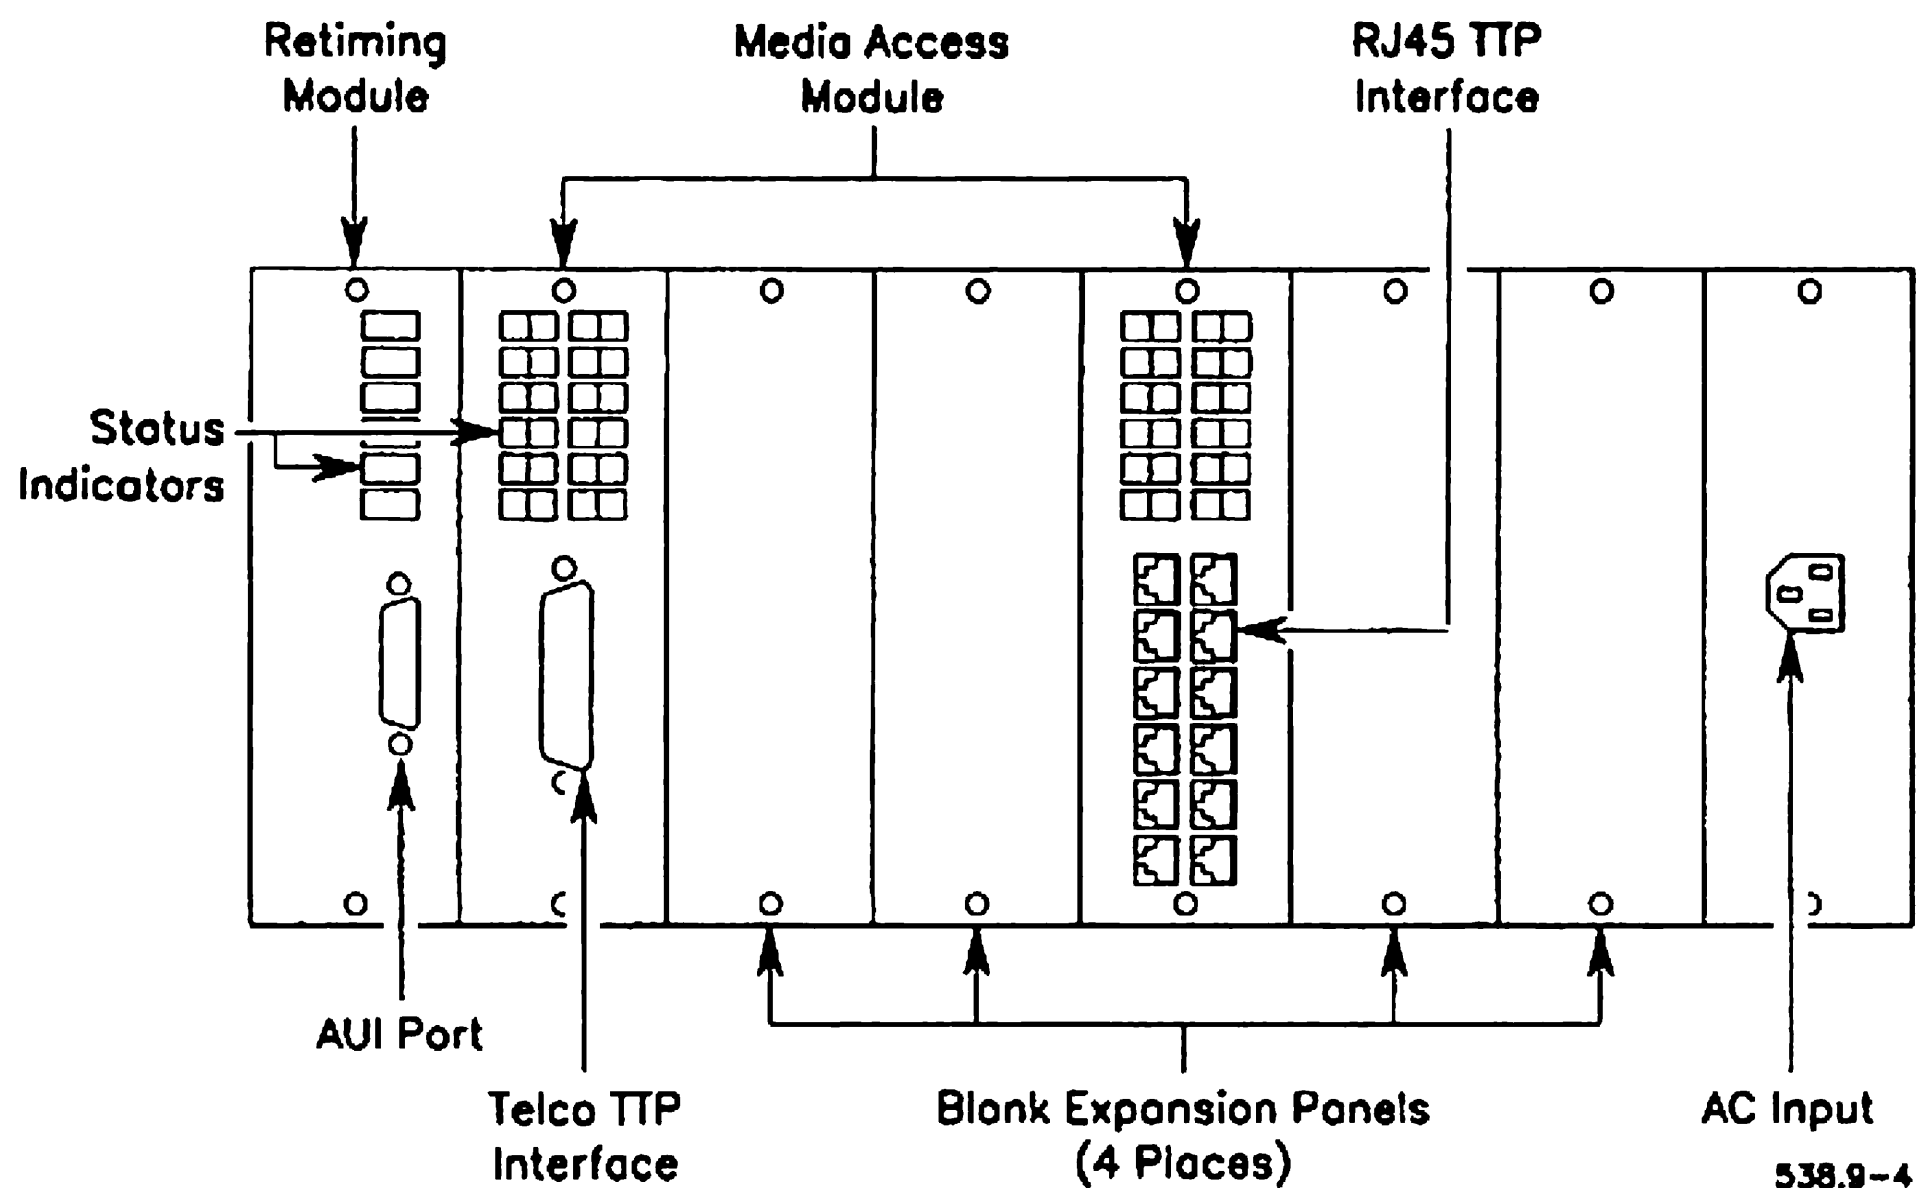 Retiming
Module
Media Access
Module
RJ45 TTP
Interface
Status
Indicators
AUI Port
Telco TTP
Interface
Blank Expansion Panels
(4 Places)
AC Input
538.9-4